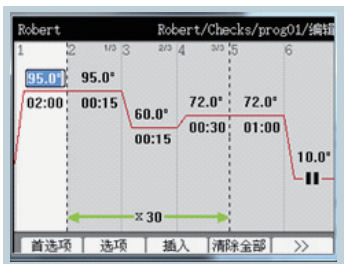 Robert Robert/Checks/prog01/编辑
1 2 1/3 3 2/3 4 3/3 5 6
95.0° 95.0° 60.0° 72.0° 72.0° 10.0°
02:00 00:15 00:15 00:30 01:00
x 30
首选项 选项 插入 清除全部 >>